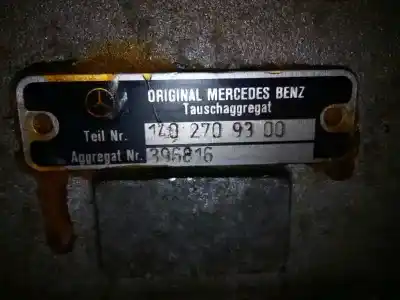 ORIGINAL MERCEDES BENZ
Tauschaggregat
Teil Nr. 140 270 93 00
Aggregat Nr. 396816